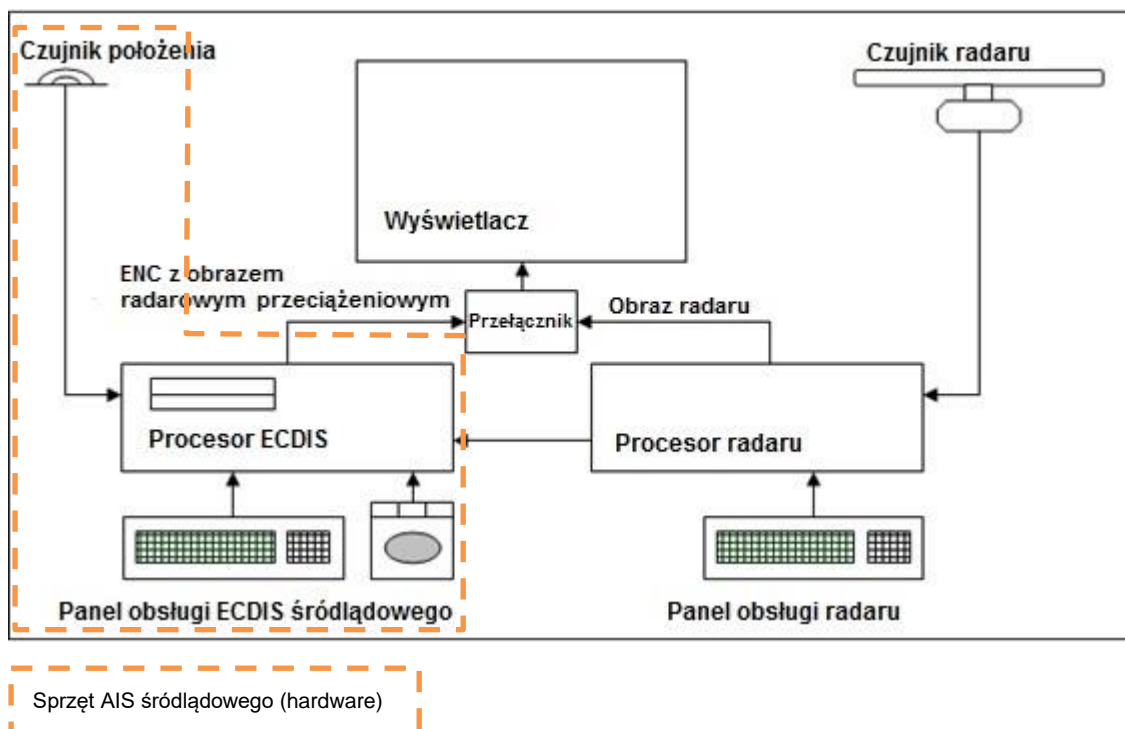 Czujnik położenia
Czujnik radaru
Wyświetlacz
ENC z obrazem
radarowym przeciążeniowym
Przełącznik
Obraz radaru
Procesor ECDIS
Procesor radaru
Panel obsługi ECDIS śródlądowego
Panel obsługi radaru
Sprzęt AIS śródlądowego (hardware)